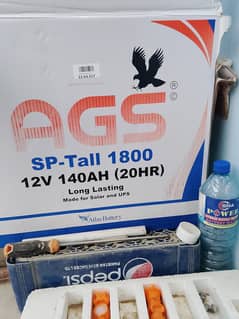 AGS
SP-Tall 1800
12V 140AH (20HR)
Long Lasting
Made for Solar and UPS
Atlas Battery
POWER
pepsi